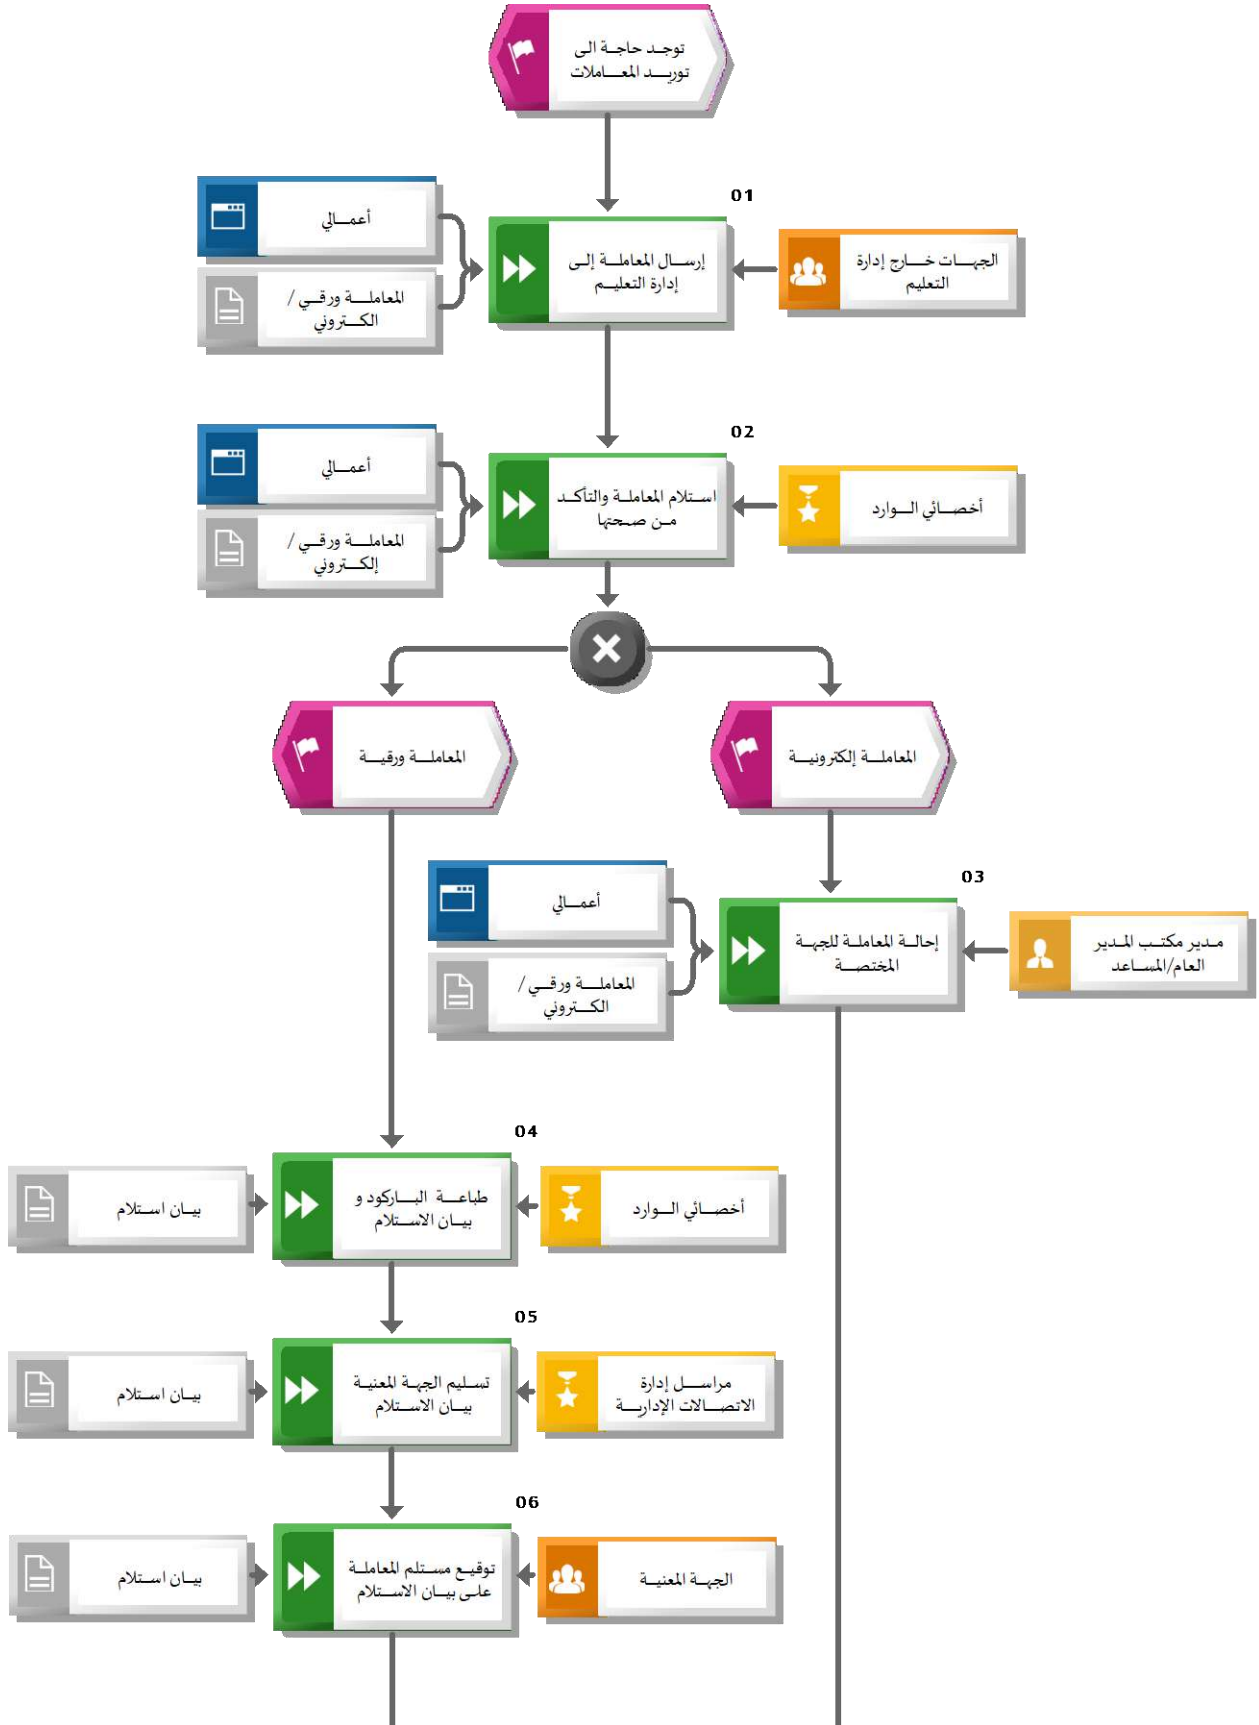 توجد حاجة الى
توريد المعاملات
01
أعمالي
إرسال المعاملة إلى
إدارة التعليم
الجهات خارج إدارة
التعليم
المعاملة ورقي /
الكتروني
02
أعمالي
استلام المعاملة والتأكد
من صحتها
أخصائي الوارد
المعاملة ورقي /
إلكتروني
المعاملة إلكترونية
المعاملة ورقية
03
أعمالي
إحالة المعاملة للجهة
المختصة
مدير مكتب المدير
العام/المساعد
المعاملة ورقي /
الكتروني
04
أخصائي الوارد
طباعة الباركود و
بيان الاستلام
بيان استلام
05
مراسل إدارة
الاتصالات الإدارية
تسليم الجهة المعنية
بيان الاستلام
بيان استلام
06
الجهة المعنية
توقيع مستلم المعاملة
على بيان الاستلام
بيان استلام